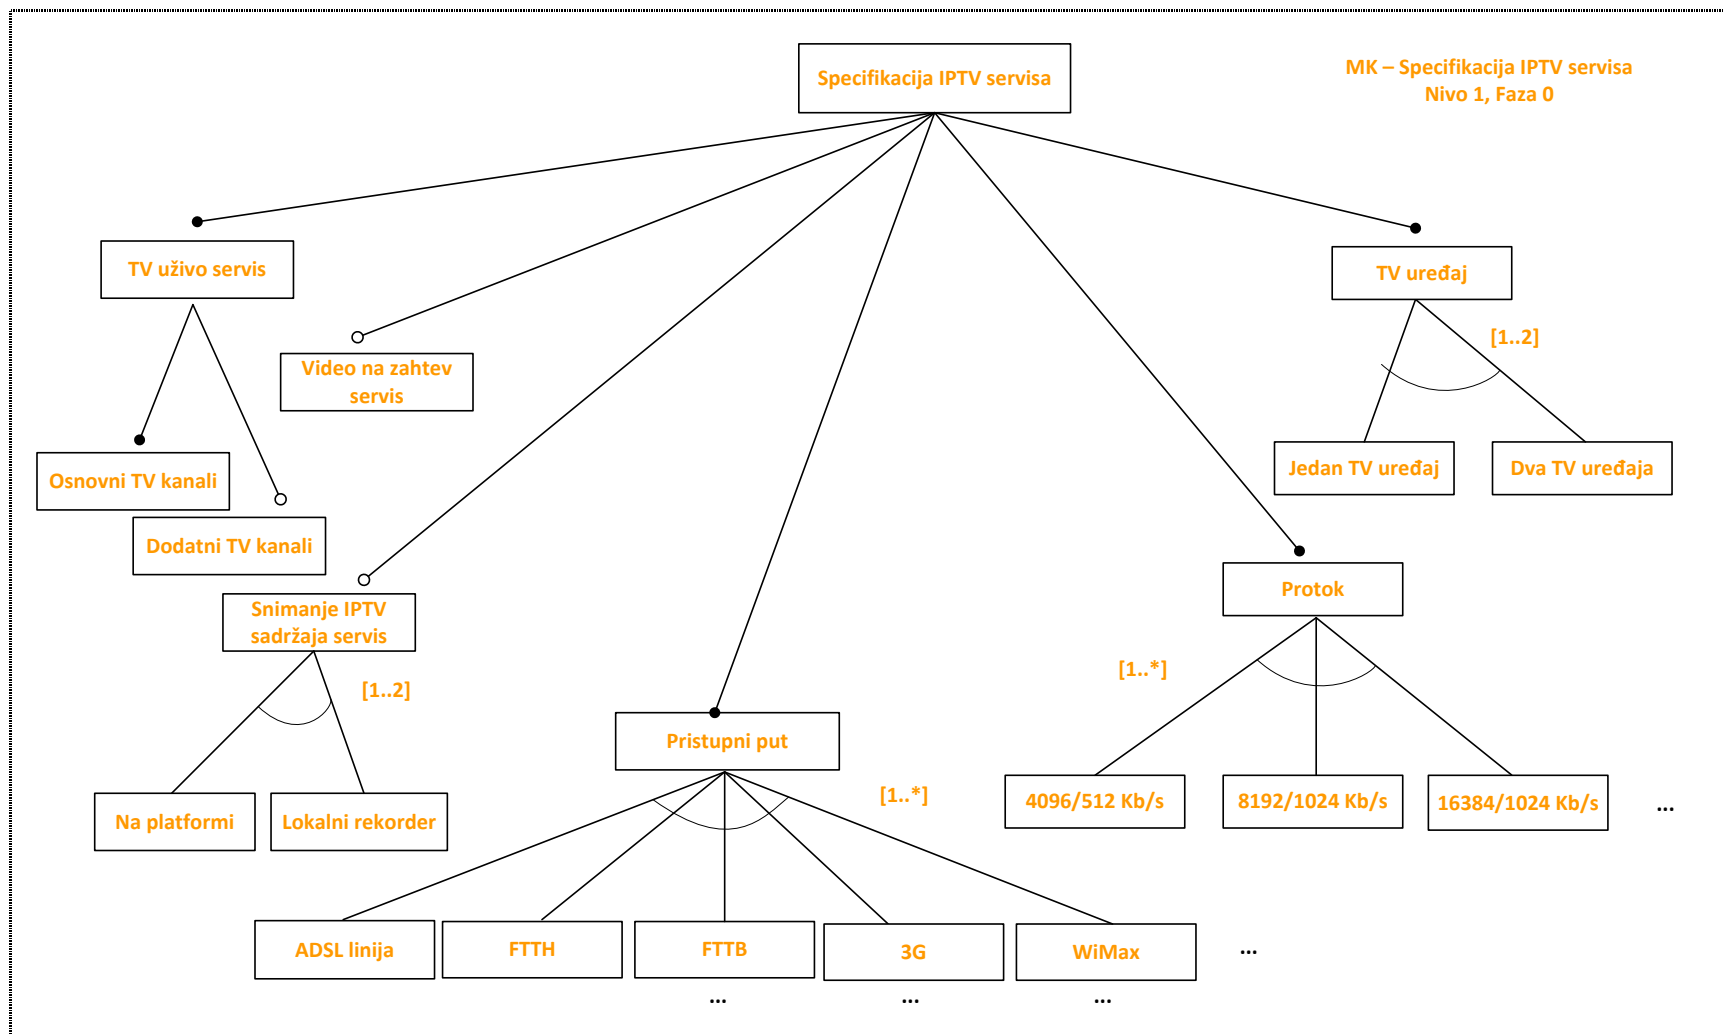 Specifikacija IPTV servisa
MK – Specifikacija IPTV servisa
Nivo 1, Faza 0
TV uživo servis
TV uređaj
[1..2]
Video na zahtev
servis
Osnovni TV kanali
Jedan TV uređaj
Dva TV uređaja
Dodatni TV kanali
Protok
Snimanje IPTV
sadržaja servis
[1..*]
[1..2]
Pristupni put
[1..*]
4096/512 Kb/s
8192/1024 Kb/s
16384/1024 Kb/s
...
Na platformi
Lokalni rekorder
ADSL linija
FTTH
FTTB
3G
WiMax
...
...
...
...